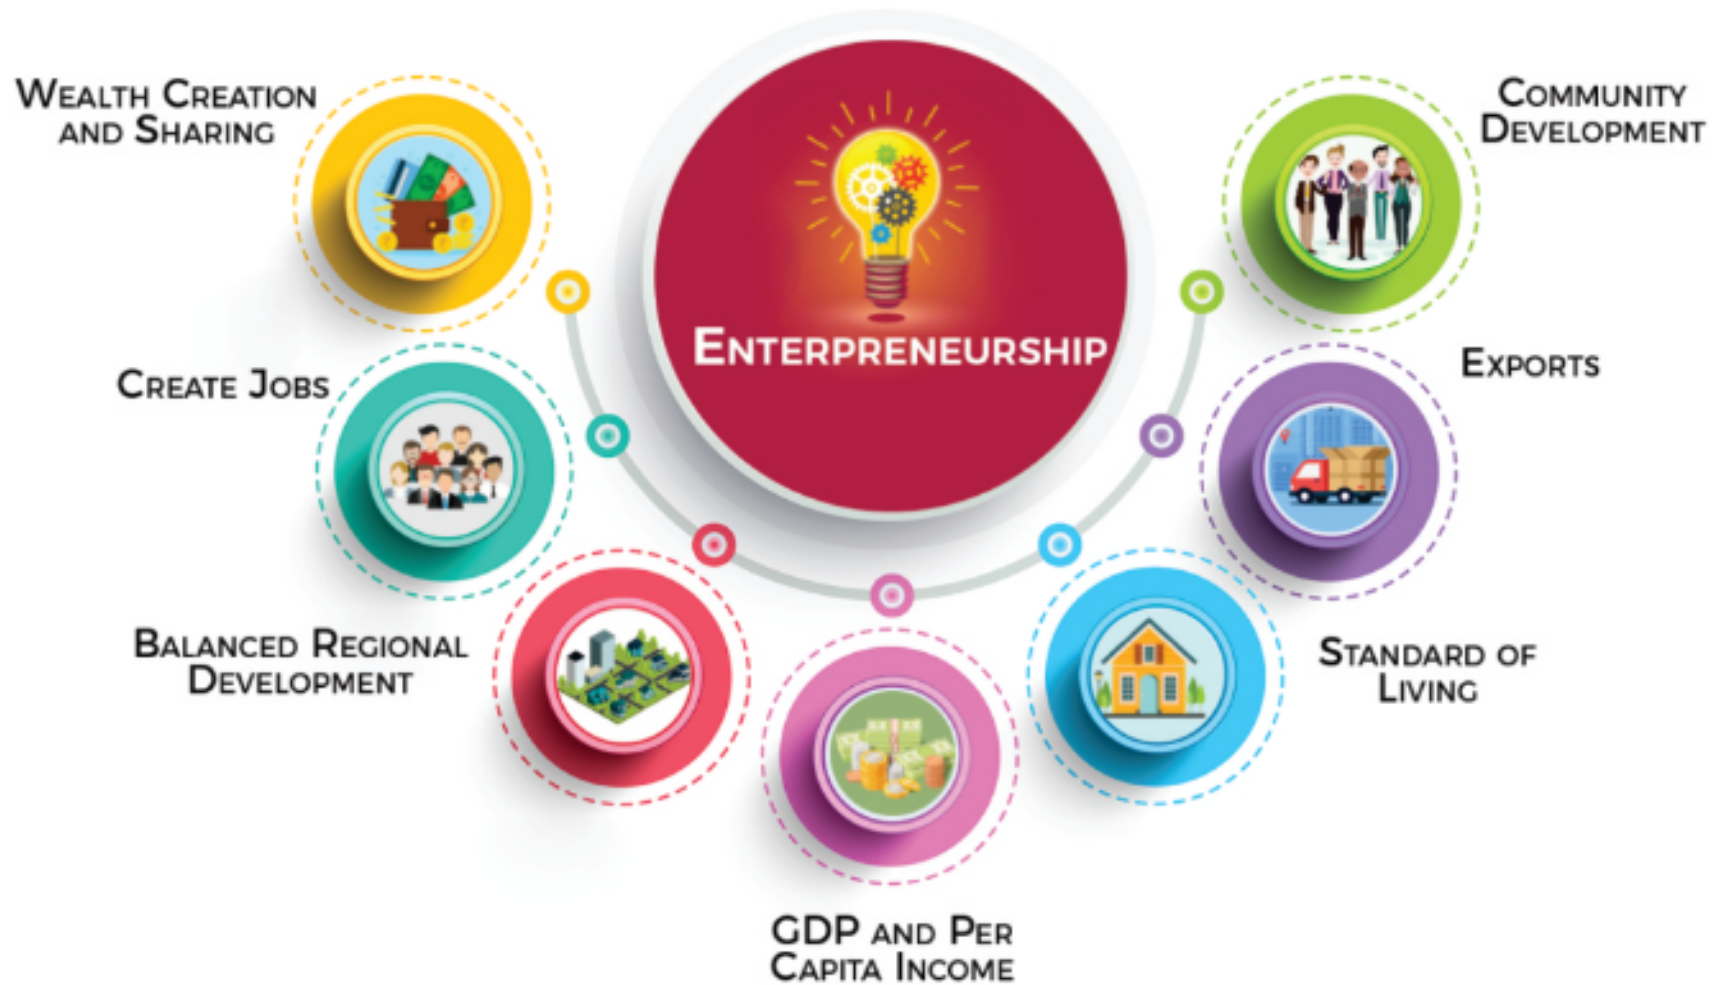 Enterpreneurship
Wealth Creation
and Sharing
Create Jobs
Balanced Regional
Development
GDP and Per
Capita Income
Standard of
Living
Exports
Community
Development